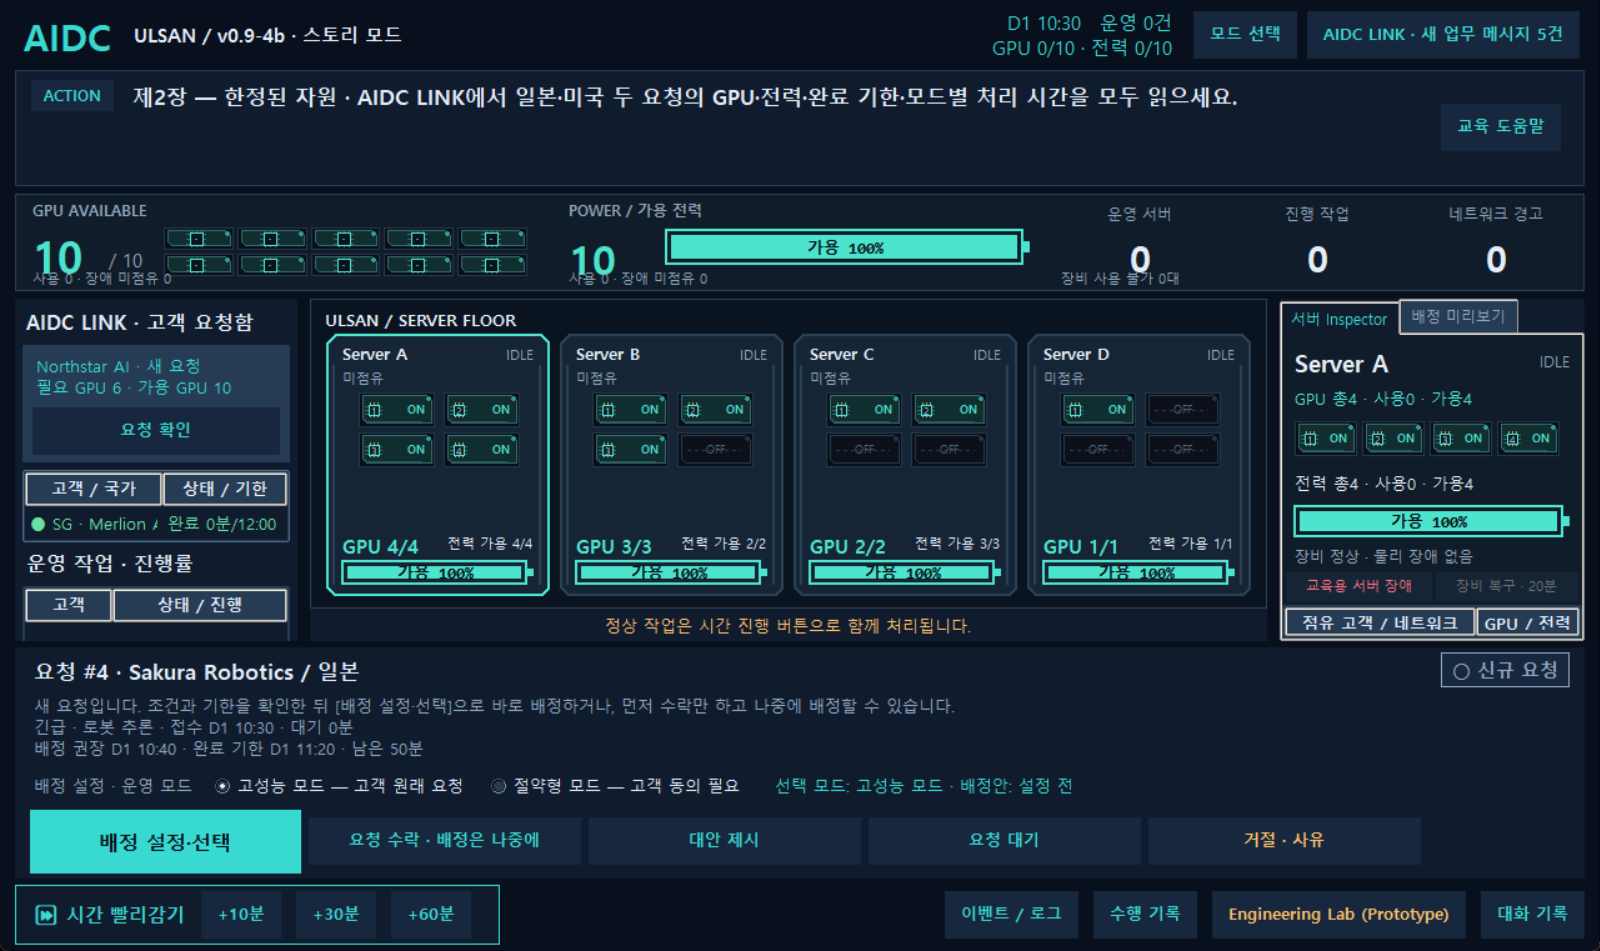 AIDC
ULSAN / v0.9-4b · 스토리 모드
D1 10:30 운영 0건
GPU 0/10 · 전력 0/10
모드 선택
AIDC LINK · 새 업무 메시지 5건
ACTION
제2장 — 한정된 자원 · AIDC LINK에서 일본·미국 두 요청의 GPU·전력·완료 기한·모드별 처리 시간을 모두 읽으세요.
교육 도움말
GPU AVAILABLE
10 / 10
사용 0 · 장애 미점유 0
POWER / 가용 전력
10
가용 100%
사용 0 · 장애 미점유 0
운영 서버
0
장비 사용 불가 0대
진행 작업
0
네트워크 경고
0
AIDC LINK · 고객 요청함
Northstar AI · 새 요청
필요 GPU 6 · 가용 GPU 10
요청 확인
고객 / 국가
상태 / 기한
SG · Merlion
완료 0분/12:00
운영 작업 · 진행률
고객
상태 / 진행
ULSAN / SERVER FLOOR
Server A IDLE
미점유
1 ON 2 ON
3 ON 4 ON
GPU 4/4 전력 가용 4/4
가용 100%
Server B IDLE
미점유
1 ON 2 ON
3 ON OFF
GPU 3/3 전력 가용 2/2
가용 100%
Server C IDLE
미점유
1 ON 2 ON
OFF OFF
GPU 2/2 전력 가용 3/3
가용 100%
Server D IDLE
미점유
1 ON OFF
OFF OFF
GPU 1/1 전력 가용 1/1
가용 100%
정상 작업은 시간 진행 버튼으로 함께 처리됩니다.
서버 Inspector
배정 미리보기
Server A IDLE
GPU 총4 · 사용0 · 가용4
1 ON 2 ON 3 ON 4 ON
전력 총4 · 사용0 · 가용4
가용 100%
장비 정상 · 물리 장애 없음
교육용 서버 장애
장비 복구 · 20분
점유 고객 / 네트워크
GPU / 전력
요청 #4 · Sakura Robotics / 일본
신규 요청
새 요청입니다. 조건과 기한을 확인한 뒤 [배정 설정·선택]으로 바로 배정하거나, 먼저 수락만 하고 나중에 배정할 수 있습니다.
긴급 · 로봇 추론 · 접수 D1 10:30 · 대기 0분
배정 권장 D1 10:40 · 완료 기한 D1 11:20 · 남은 50분
배정 설정 · 운영 모드
고성능 모드 — 고객 원래 요청
절약형 모드 — 고객 동의 필요
선택 모드: 고성능 모드 · 배정안: 설정 전
배정 설정·선택
요청 수락 · 배정은 나중에
대안 제시
요청 대기
거절 · 사유
시간 빨리감기
+10분
+30분
+60분
이벤트 / 로그
수행 기록
Engineering Lab (Prototype)
대화 기록